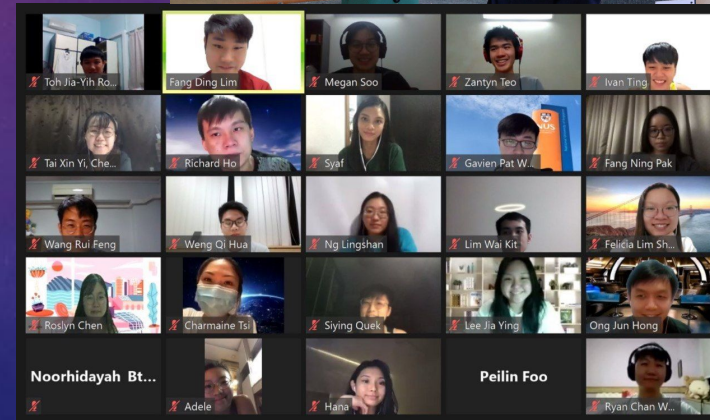 Toh Jia-Yih Ro...
Fang Ding Lim
Megan Soo
Zantyn Teo
Ivan Ting
Tai Xin Yi, Che...
Richard Ho
Syaf
NUS
Gavien Pat W...
Fang Ning Pak
Wang Rui Feng
Weng Qi Hua
Ng Lingshan
Lim Wai Kit
Felicia Lim Sh...
Roslyn Chen
Charmaine Tsi
Siying Quek
Lee Jia Ying
Ong Jun Hong
Noorhidayah Bt...
Adele
Hana
Peilin Foo
Ryan Chan W...